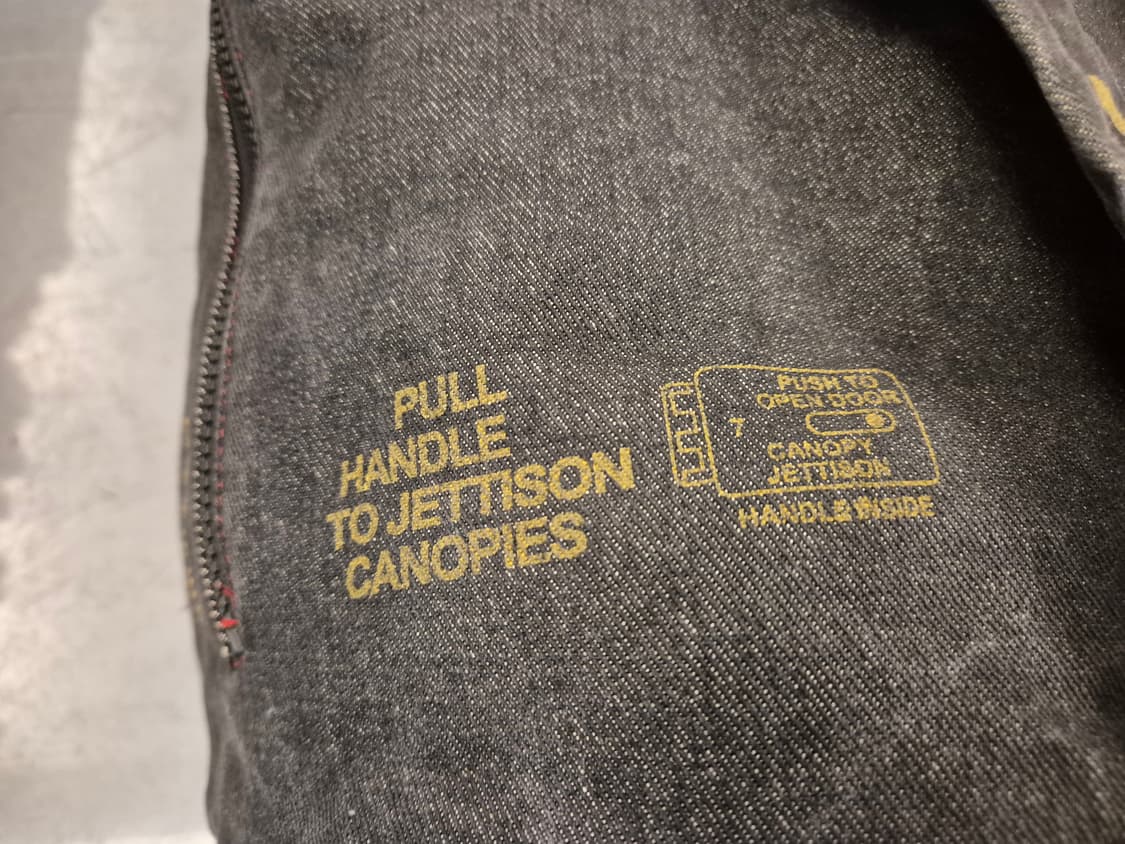 PULL
HANDLE
TO JETTISON
CANOPIES
PUSH TO
OPEN DOOR
7
CANOPY
JETTISON
HANDLE INSIDE